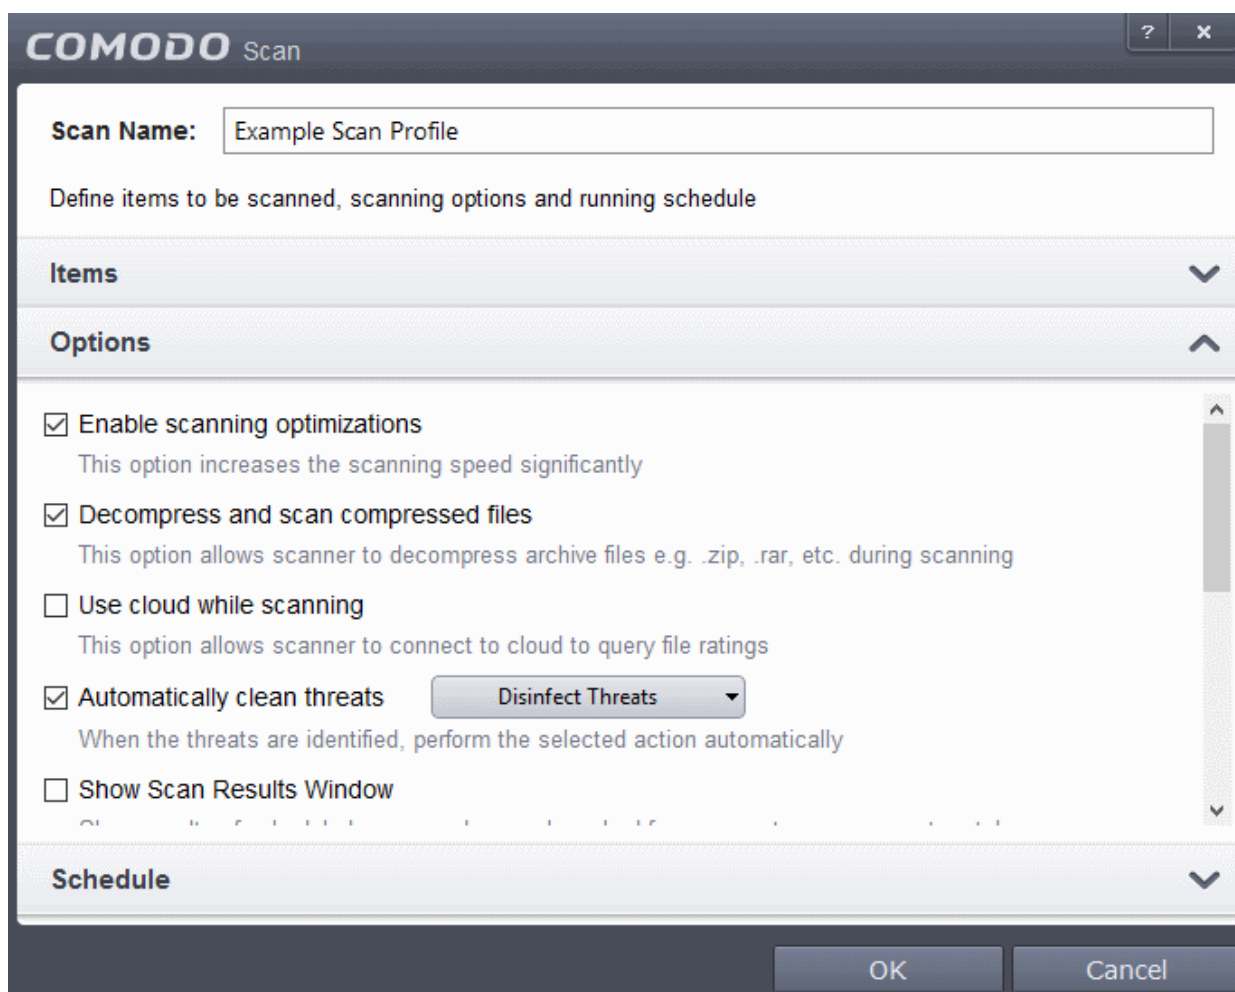 COMODO Scan
? x
Scan Name: Example Scan Profile
Define items to be scanned, scanning options and running schedule
Items
Options
Enable scanning optimizations
This option increases the scanning speed significantly
Decompress and scan compressed files
This option allows scanner to decompress archive files e.g. .zip, .rar, etc. during scanning
Use cloud while scanning
This option allows scanner to connect to cloud to query file ratings
Automatically clean threats Disinfect Threats
When the threats are identified, perform the selected action automatically
Show Scan Results Window
Schedule
OK Cancel